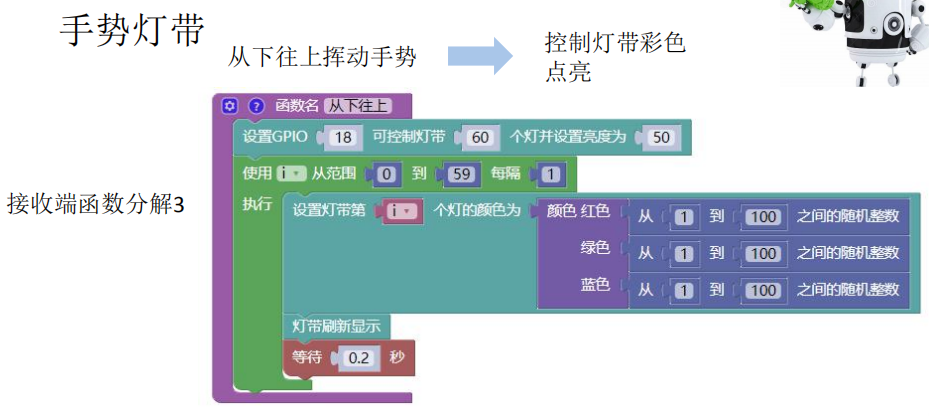 手势灯带
从下往上挥动手势
控制灯带彩色
点亮
接收端函数分解3
? 函数名 从下往上
设置GPIO 18 可控制灯带 60 个灯并设置亮度为 50
使用 i 从范围 0 到 59 每隔 1
执行 设置灯带第 i 个灯的颜色为 颜色 红色 从 1 到 100 之间的随机整数
绿色 从 1 到 100 之间的随机整数
蓝色 从 1 到 100 之间的随机整数
灯带刷新显示
等待 0.2 秒